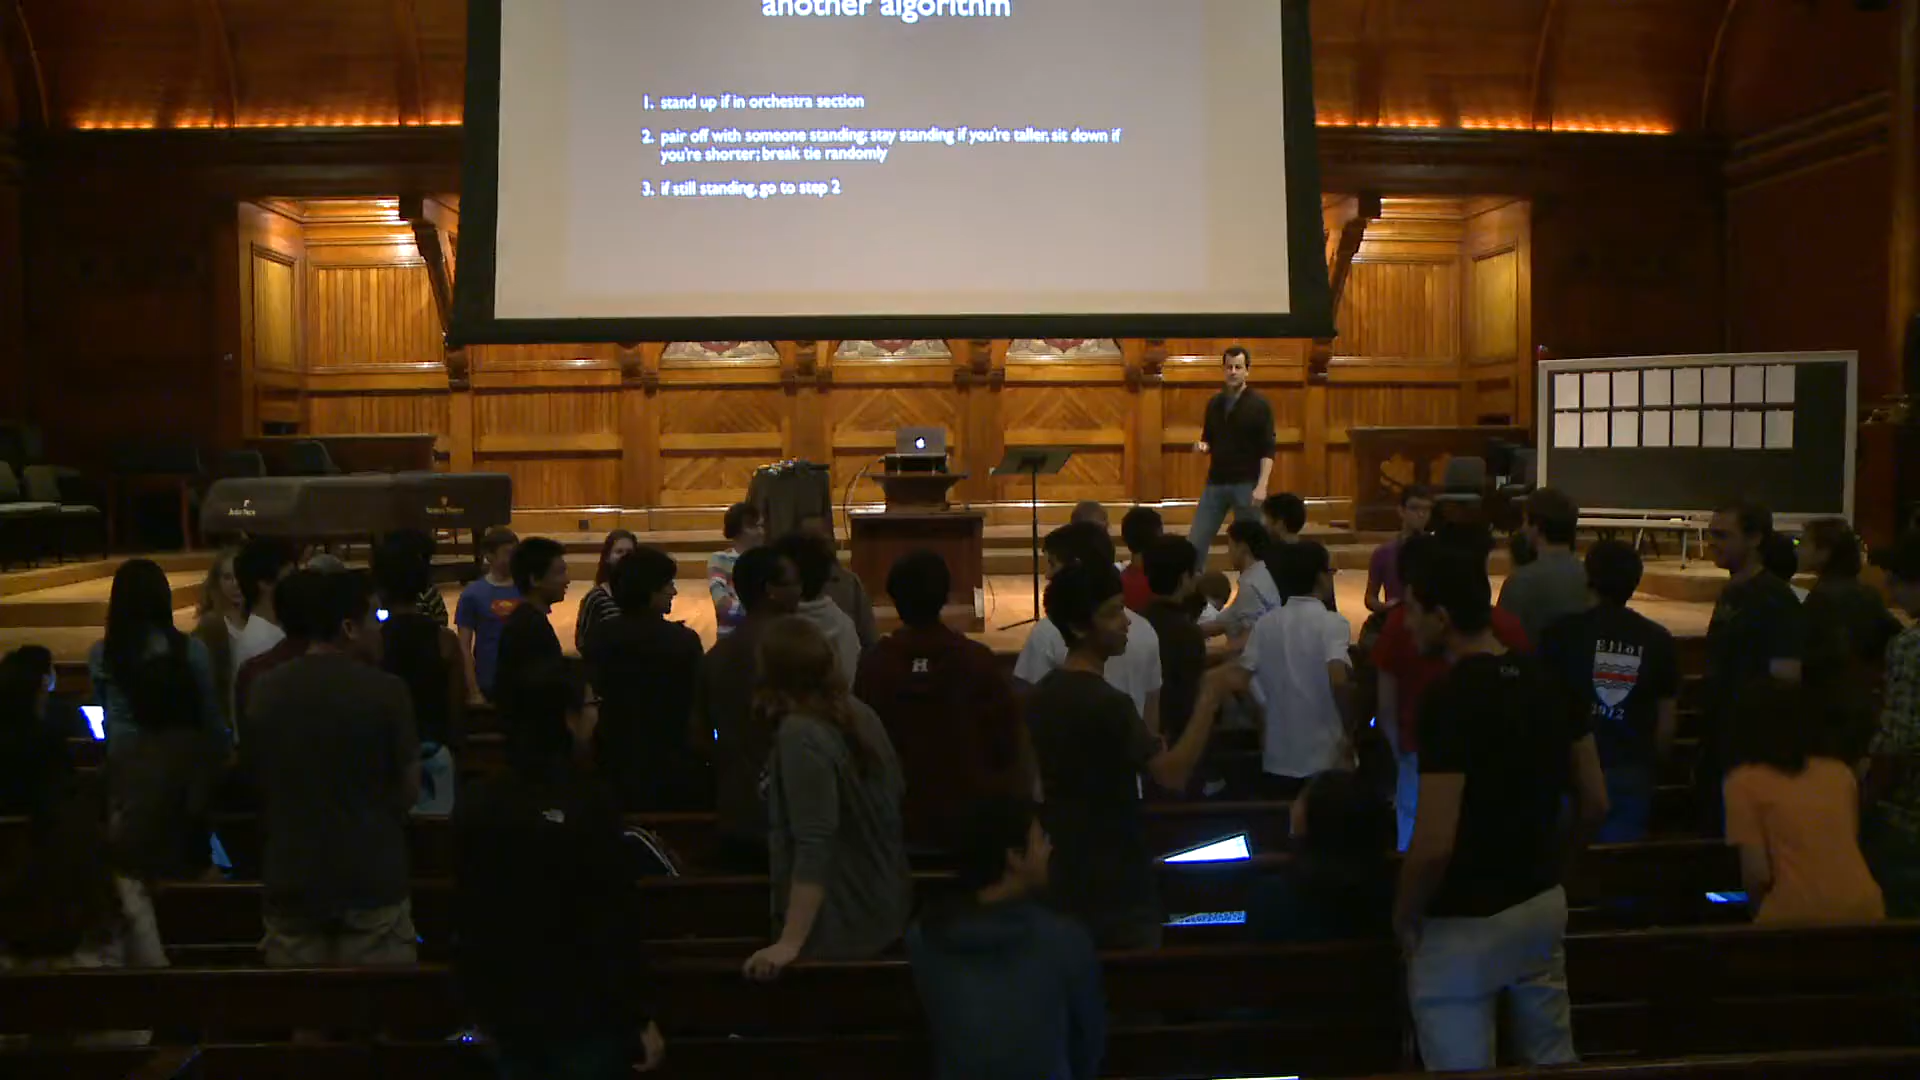 another algorithm
1. stand up if in orchestra section
2. pair off with someone standing; stay standing if you're taller, sit down if
you're shorter; break tie randomly
3. if still standing, go to step 2
H
Eliot
2012